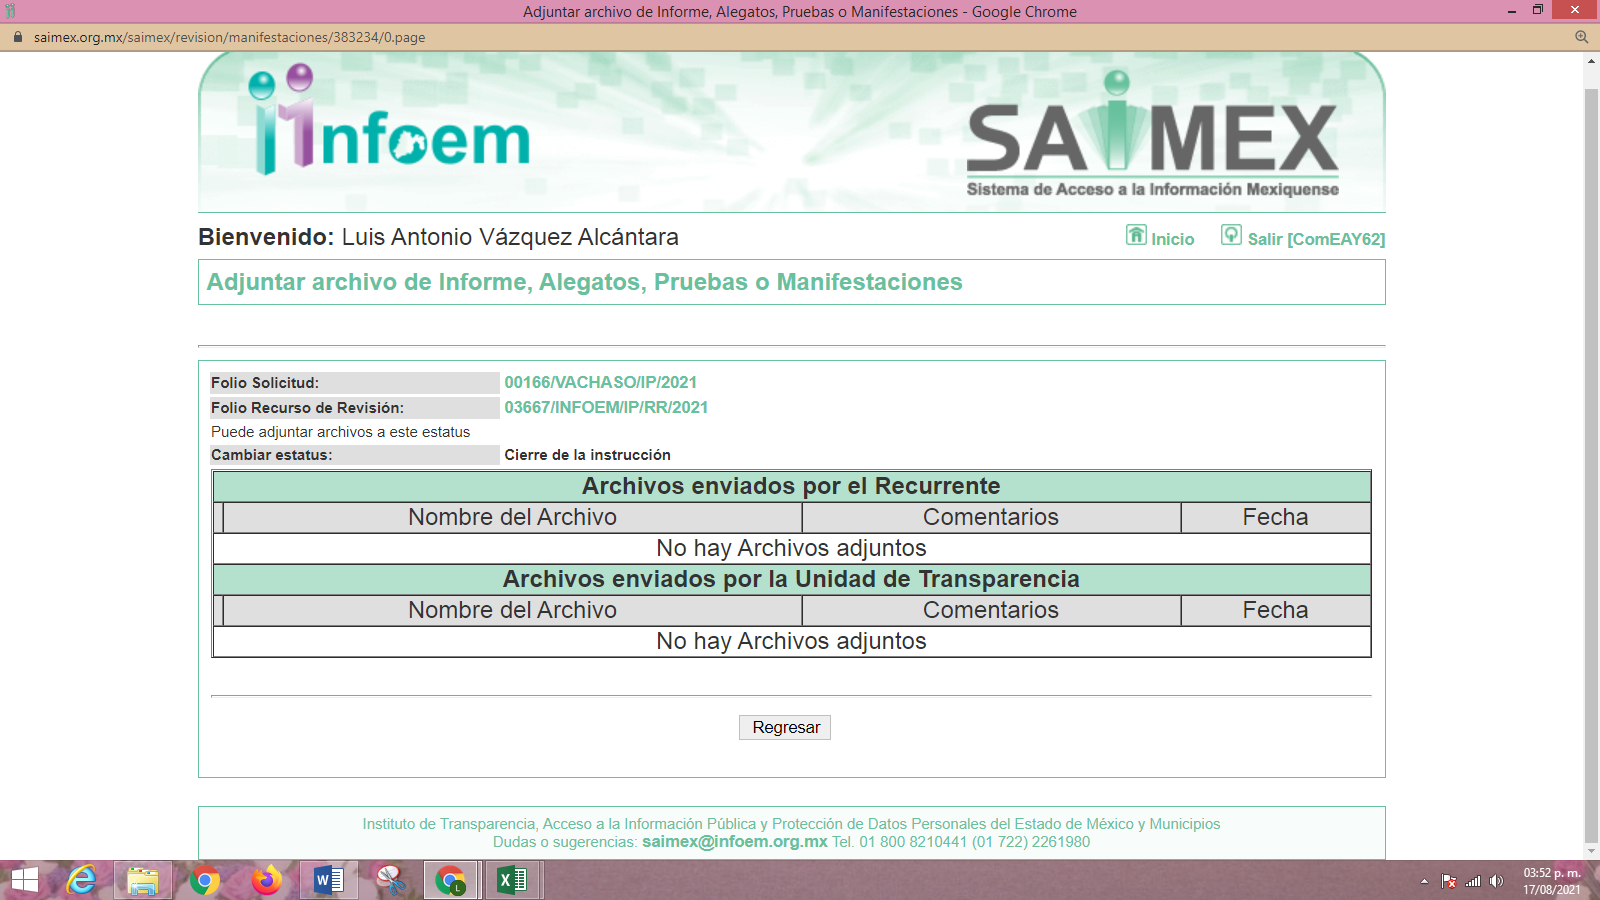 Adjuntar archivo de Informe, Alegatos, Pruebas o Manifestaciones - Google Chrome
saimex.org.mx/saimex/revision/manifestaciones/383234/0.page
infoem
SAIMEX
Sistema de Acceso a la Información Mexiquense
Bienvenido: Luis Antonio Vázquez Alcántara
Inicio Salir [ComEAY62]
Adjuntar archivo de Informe, Alegatos, Pruebas o Manifestaciones
Folio Solicitud: 00166/VACHASO/IP/2021
Folio Recurso de Revisión: 03667/INFOEM/IP/RR/2021
Puede adjuntar archivos a este estatus
Cambiar estatus: Cierre de la instrucción
Archivos enviados por el Recurrente
Nombre del Archivo Comentarios Fecha
No hay Archivos adjuntos
Archivos enviados por la Unidad de Transparencia
Nombre del Archivo Comentarios Fecha
No hay Archivos adjuntos
Regresar
Instituto de Transparencia, Acceso a la Información Pública y Protección de Datos Personales del Estado de México y Municipios
Dudas o sugerencias: saimex@infoem.org.mx Tel. 01 800 8210441 (01 722) 2261980
03:52 p. m.
17/08/2021